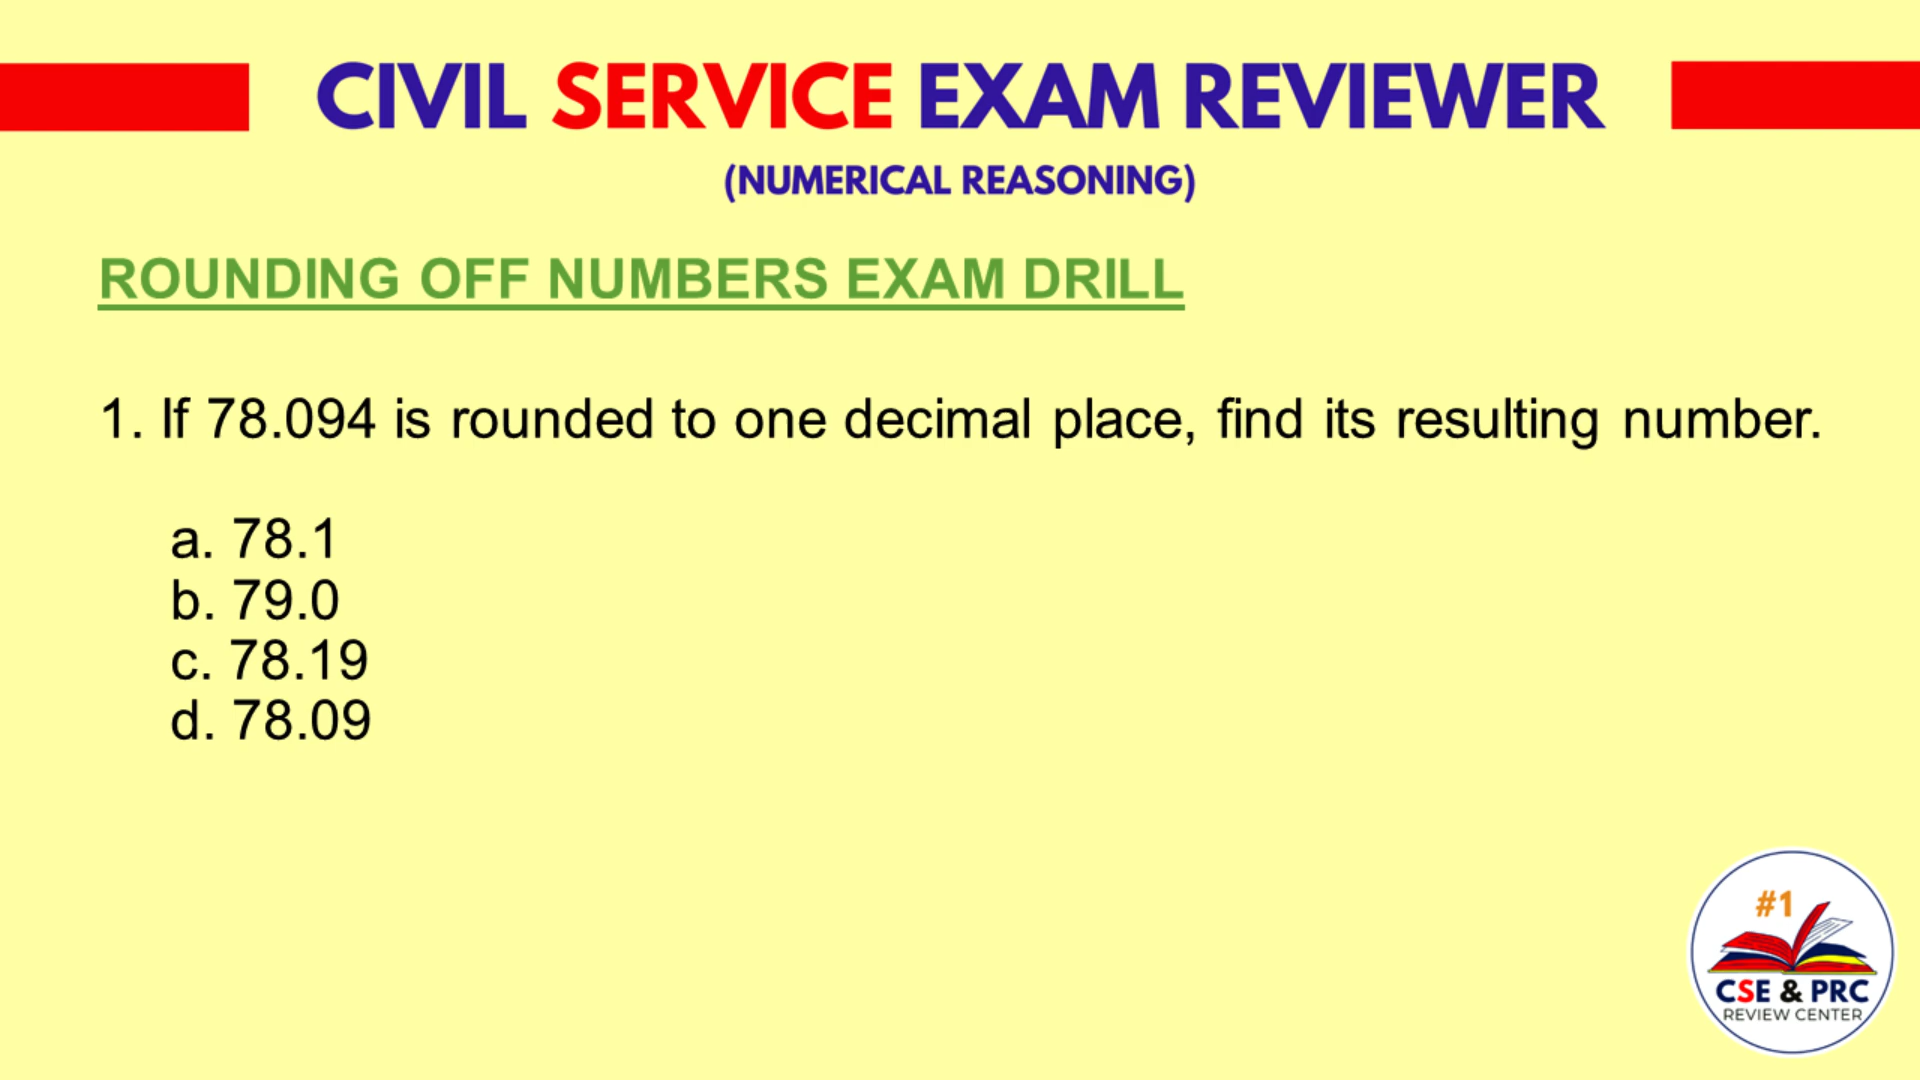 CIVIL SERVICE EXAM REVIEWER
(NUMERICAL REASONING)
ROUNDING OFF NUMBERS EXAM DRILL
1. If 78.094 is rounded to one decimal place, find its resulting number.
a. 78.1
b. 79.0
c. 78.19
d. 78.09
#1
CSE & PRC
REVIEW CENTER